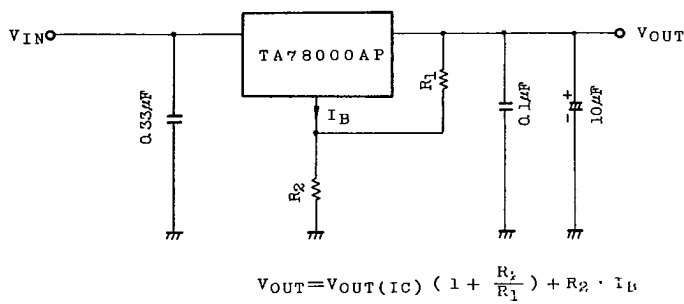 VIN
TA78000AP
VOUT
R1
IB
0.33μF
0.1μF
- +
10μF
R2
VOUT=VOUT(IC) (1 + R2/R1) + R2 · IB